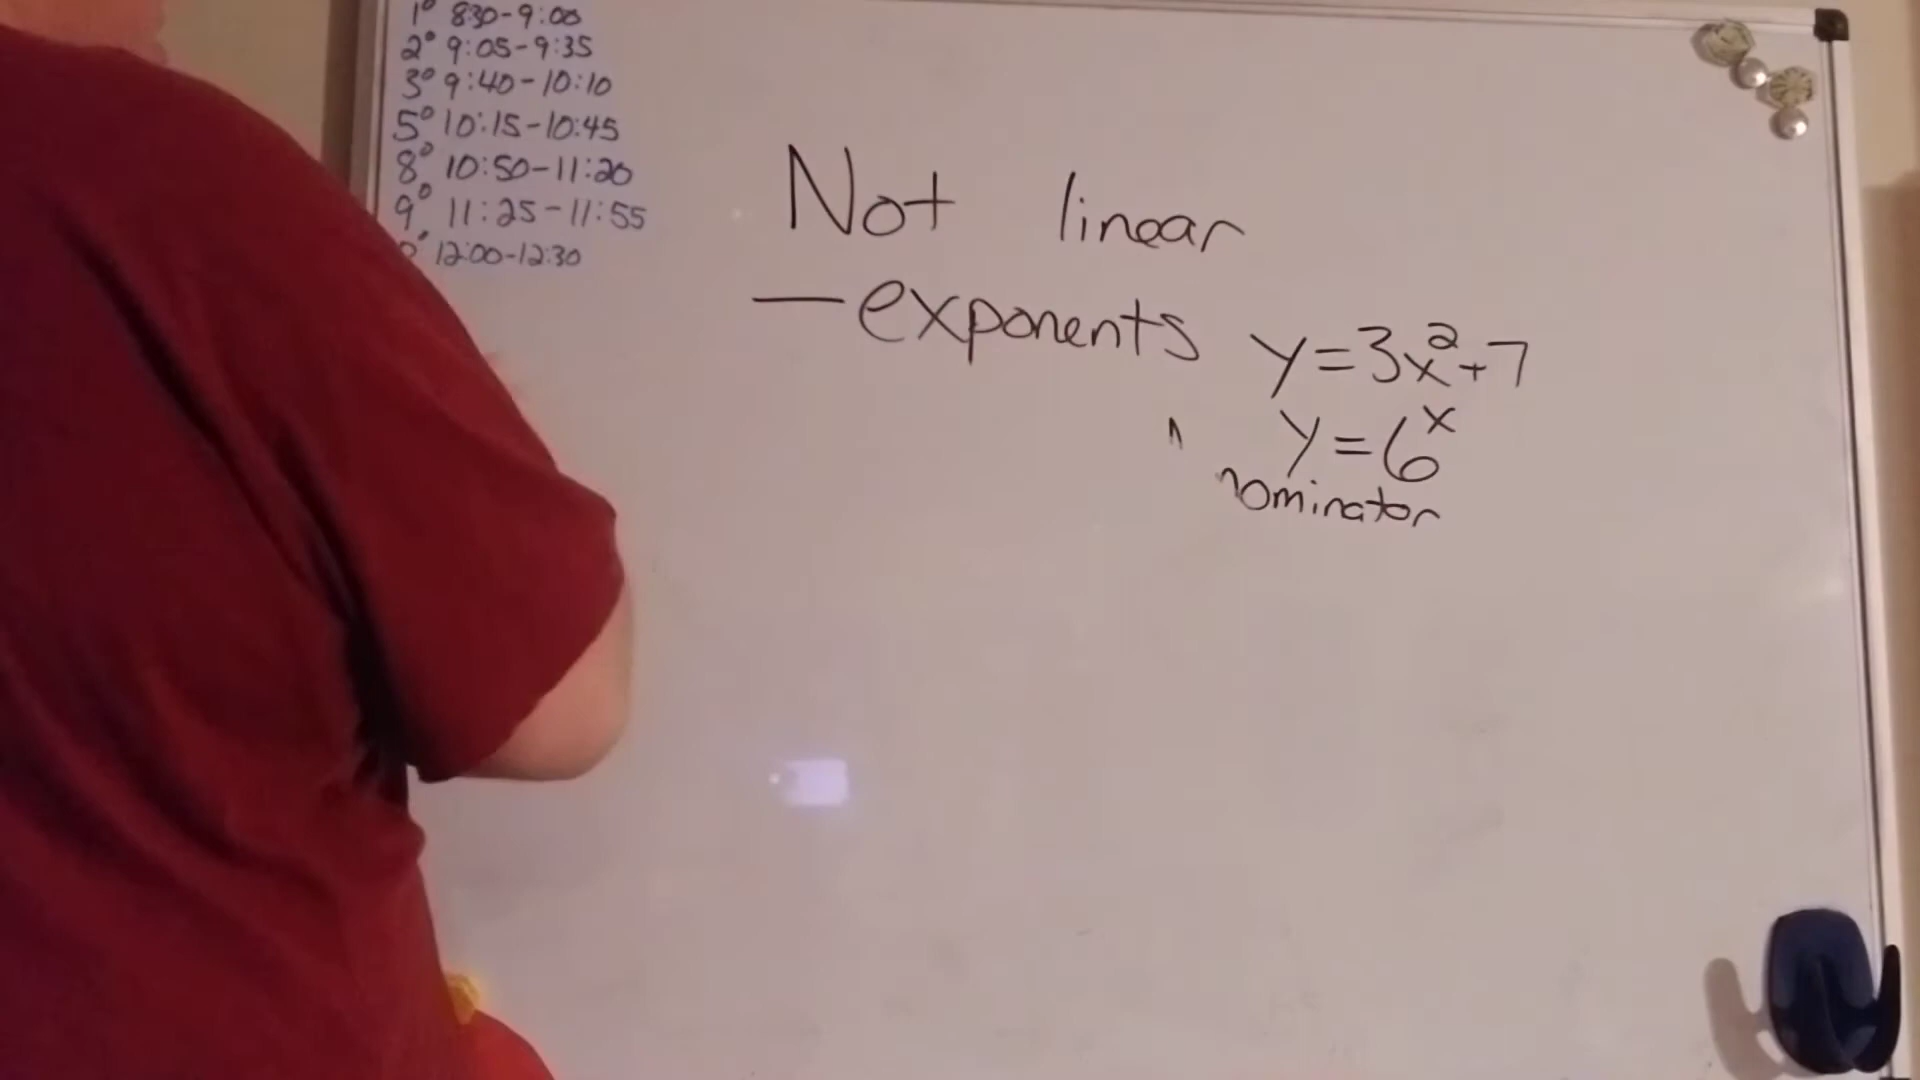 1° 8:30-9:00
2° 9:05-9:35
3° 9:40-10:10
5° 10:15-10:45
8° 10:50-11:20
9° 11:25-11:55
12:00-12:30
Not linear
—exponents y=3x²+7
y=6ˣ
nominator